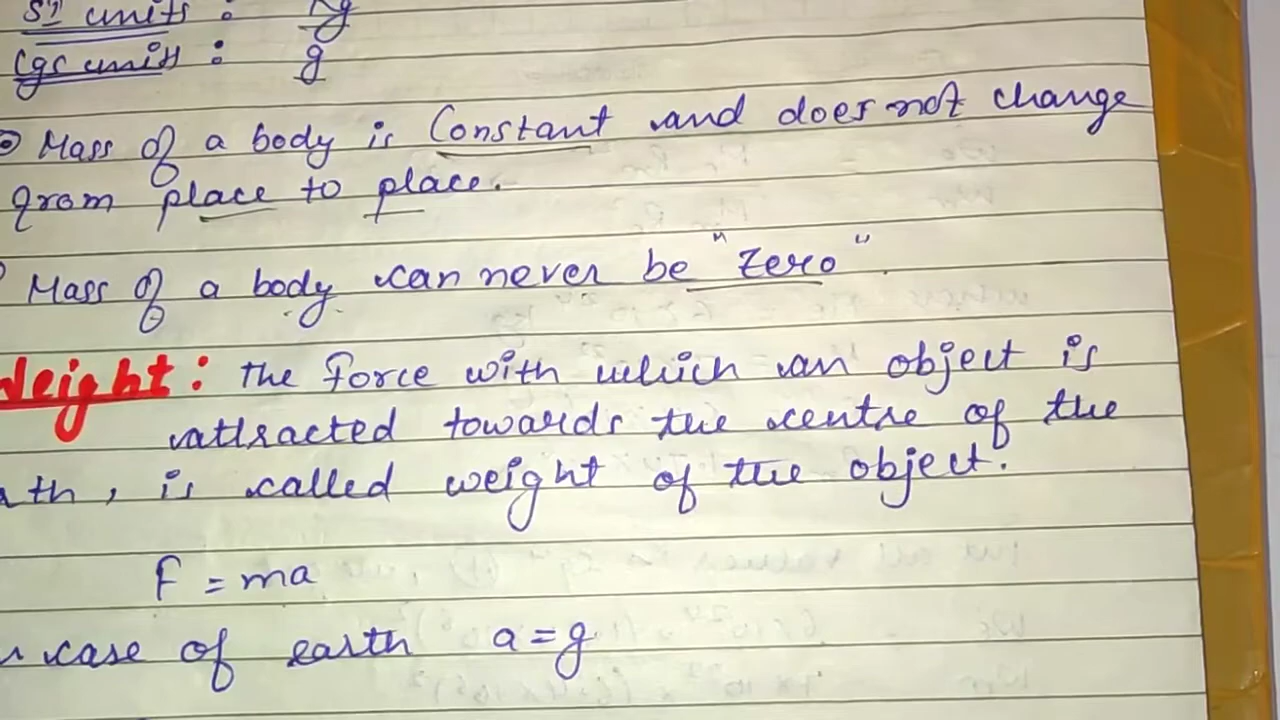 SI units : kg
Cgs units : g
Mass of a body is Constant and does not change
from place to place.
Mass of a body can never be "Zero".
Weight: The force with which an object is
attracted towards the centre of the
earth, is called weight of the object.
F = ma
In case of earth a = g